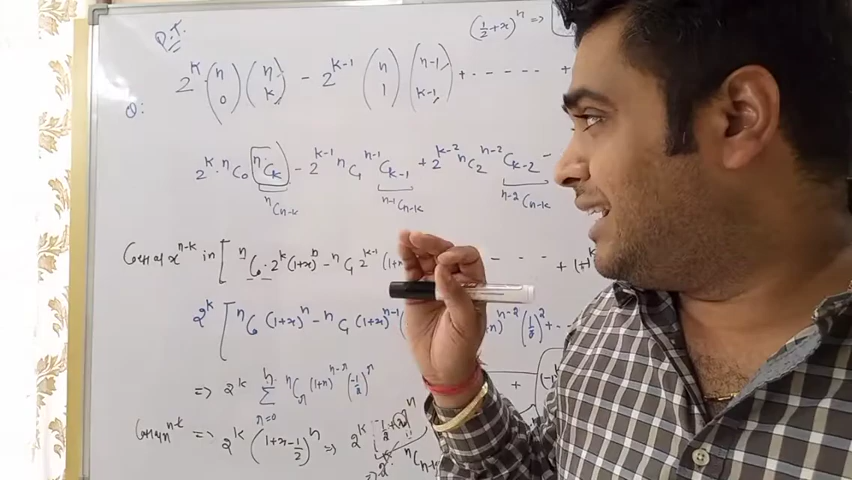 P.T.
(1/2+x)^n =>
Q: 2^k (n 0) (n k) - 2^{k-1} (n 1) (n-1 k-1) + - - - - - +
2^k · nC0 nCk - 2^{k-1} nC1 n-1Ck-1 + 2^{k-2} nC2 n-2Ck-2 -
nCn-k n-1Cn-k n-2Cn-k
Coeff of x^{n-k} in [ nC0 · 2^k (1+x)^n - nC1 2^{k-1} (1+x - - - +
2^k [ nC0 (1+x)^n - nC1 (1+x)^{n-1} ( )^{n-2} (1/2)^2 +
=> 2^k Σ nCr (1+x)^{n-r} (-1/2)^r +
r=0
Coeff x^{n-k} => 2^k (1+x-1/2)^n => 2^k [1/2+x]^n